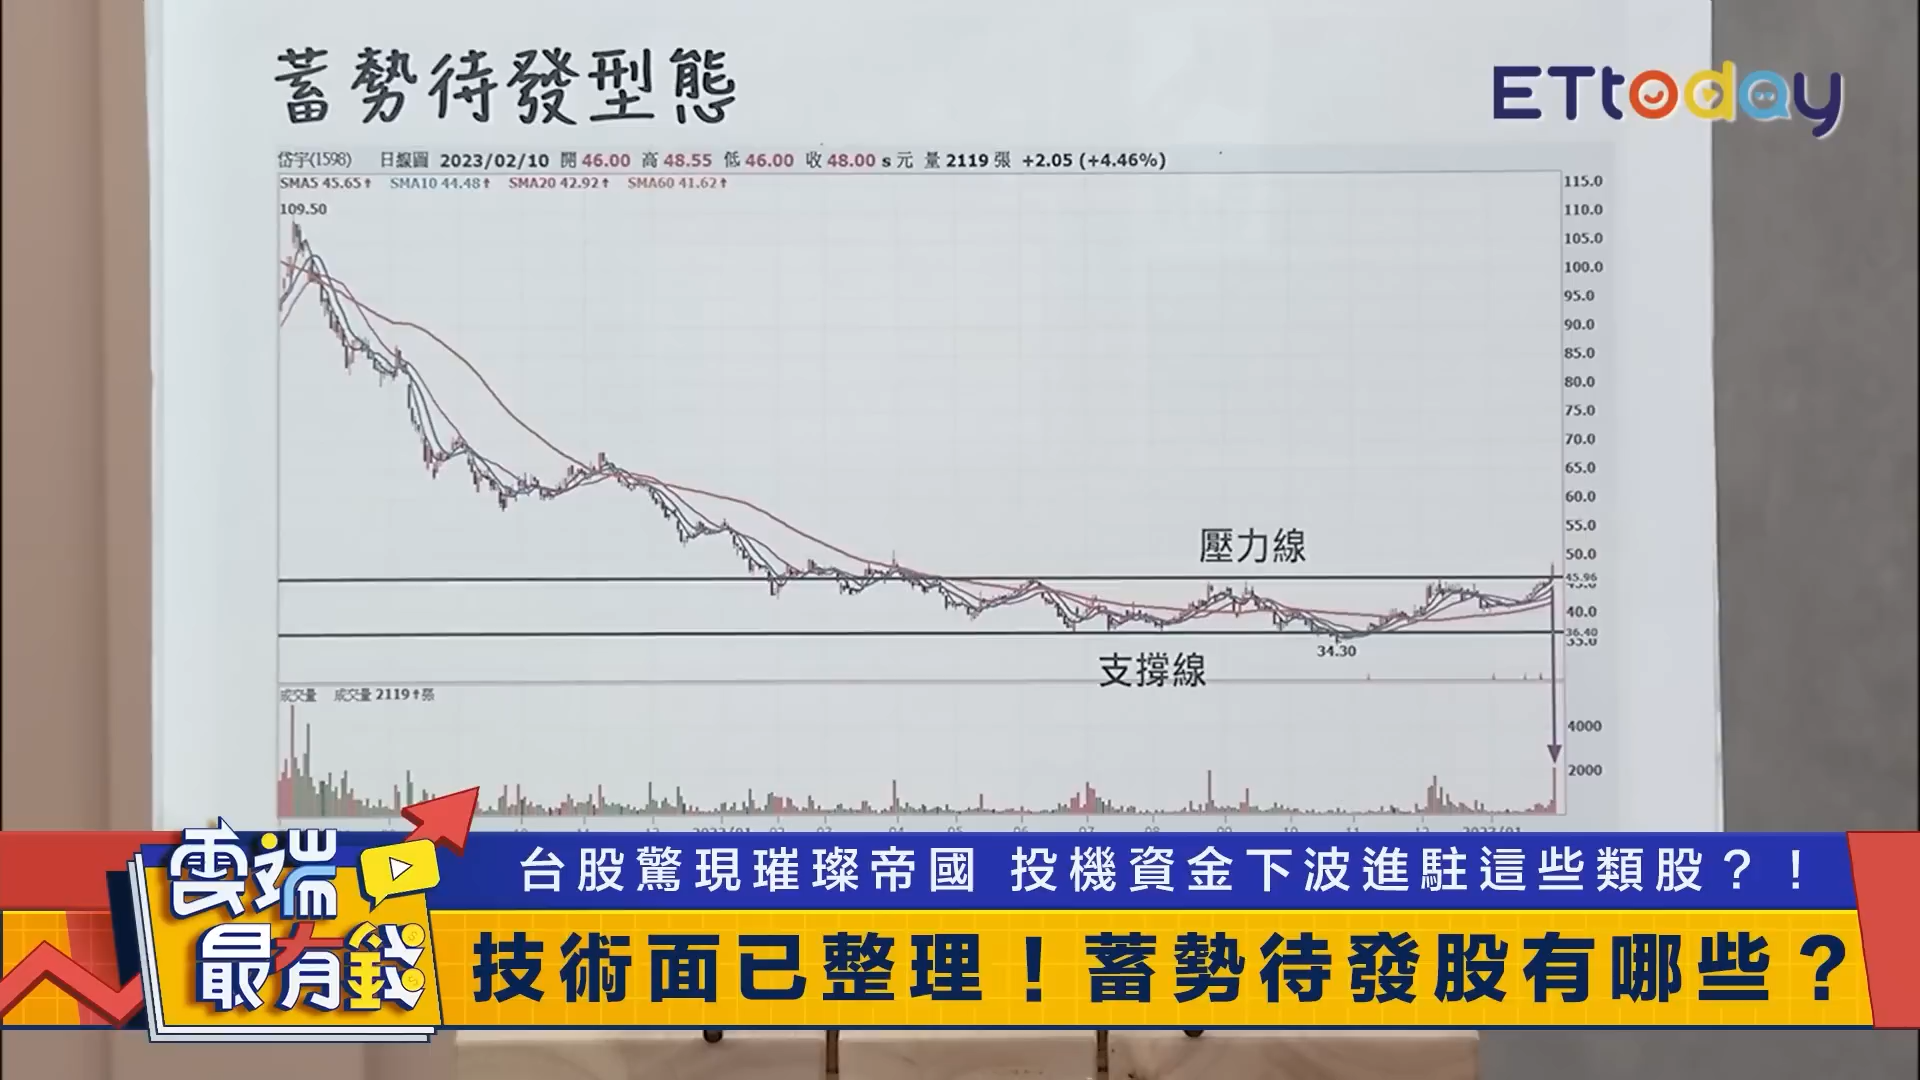 蓄勢待發型態
ETtoday
岱宇(1598) 日線圖 2023/02/10 開 46.00 高 48.55 低 46.00 收 48.00 s 元 量 2119 張 +2.05 (+4.46%)
SMA5 45.65↑ SMA10 44.48↑ SMA20 42.92↑ SMA60 41.62↑
109.50
115.0
110.0
105.0
100.0
95.0
90.0
85.0
80.0
75.0
70.0
65.0
60.0
55.0
50.0
壓力線
45.96
40.0
36.40
35.0
34.30
支撐線
成交量 成交量 2119↑張
4000
2000
雲端最有錢
台股驚現璀璨帝國 投機資金下波進駐這些類股？！
技術面已整理！蓄勢待發股有哪些？